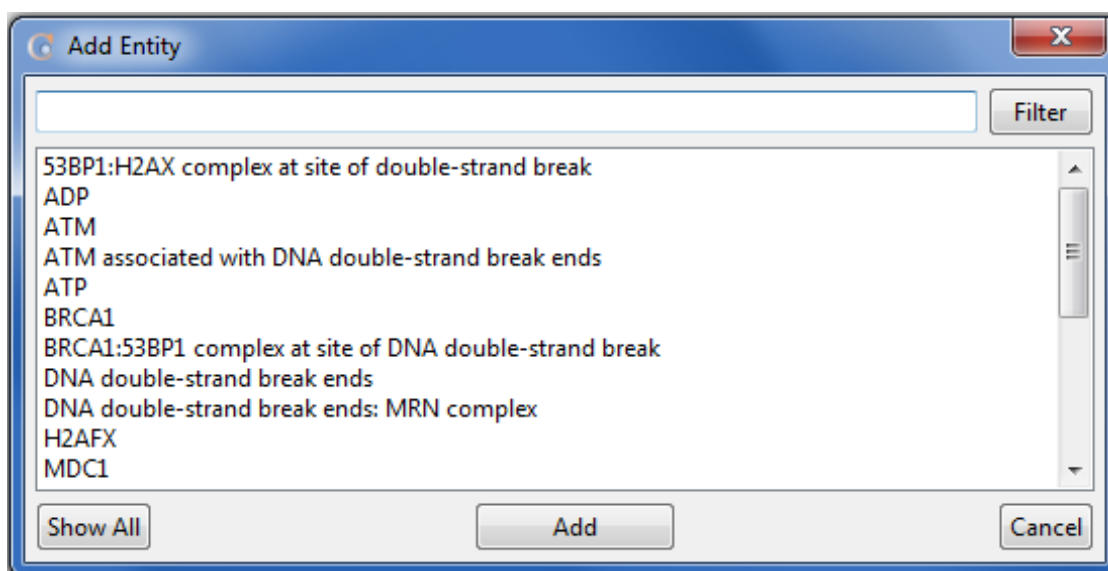 Add Entity
Filter
53BP1:H2AX complex at site of double-strand break
ADP
ATM
ATM associated with DNA double-strand break ends
ATP
BRCA1
BRCA1:53BP1 complex at site of DNA double-strand break
DNA double-strand break ends
DNA double-strand break ends: MRN complex
H2AFX
MDC1
Show All Add Cancel